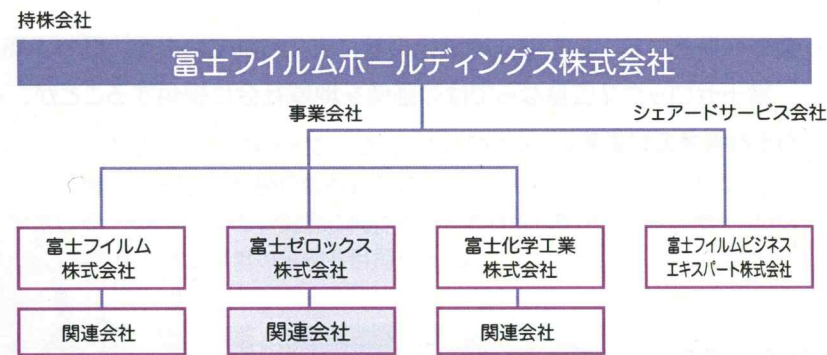 持株会社
富士フイルムホールディングス株式会社
事業会社
シェアードサービス会社
富士フイルム
株式会社
富士ゼロックス
株式会社
富士化学工業
株式会社
富士フイルムビジネス
エキスパート株式会社
関連会社
関連会社
関連会社